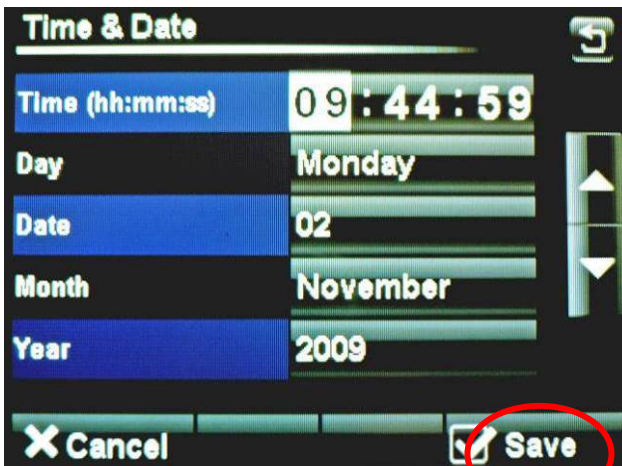 Time & Date
Time (hh:mm:ss) 09:44:59
Day Monday
Date 02
Month November
Year 2009
Cancel Save